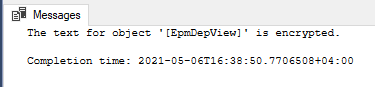 Messages
The text for object '[EpmDepView]' is encrypted.
Completion time: 2021-05-06T16:38:50.7706508+04:00